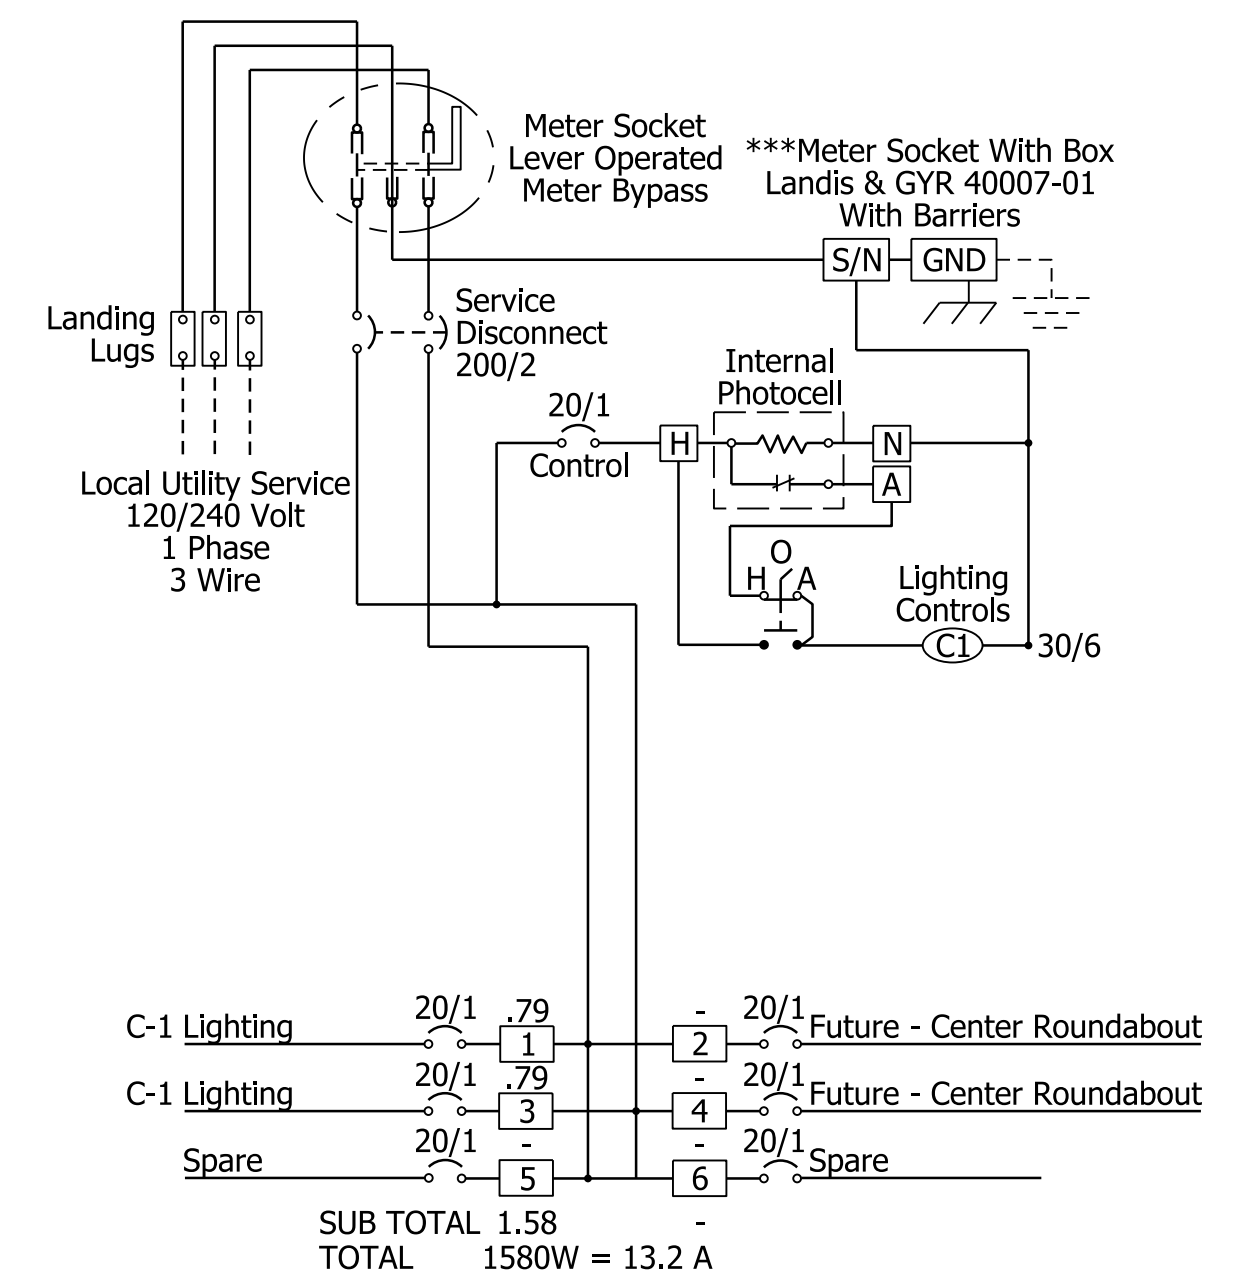 Meter Socket
Lever Operated
Meter Bypass
***Meter Socket With Box
Landis & GYR 40007-01
With Barriers
S/N
GND
Landing
Lugs
Service
Disconnect
200/2
Internal
Photocell
20/1
Control
H
N
A
Local Utility Service
120/240 Volt
1 Phase
3 Wire
O
H A
Lighting
Controls
C1
30/6
C-1 Lighting 20/1 .79 1 - 2 20/1 Future - Center Roundabout
C-1 Lighting 20/1 .79 3 - 4 20/1 Future - Center Roundabout
Spare 20/1 - 5 - 6 20/1 Spare
SUB TOTAL 1.58 -
TOTAL 1580W = 13.2 A